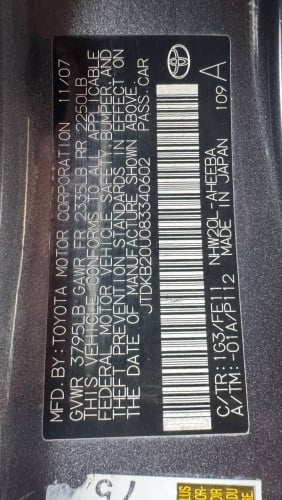 MFD. BY: TOYOTA MOTOR CORPORATION 11/07
GVWR 3795LB GAWR FR 2335LB RR 2250LB
THIS VEHICLE CONFORMS TO ALL APPLICABLE
FEDERAL MOTOR VEHICLE SAFETY, BUMPER, AND
THEFT PREVENTION STANDARDS IN EFFECT ON
THE DATE OF MANUFACTURE SHOWN ABOVE.
JTDKB20U083340602 PASS. CAR
C/TR: 1G3/FE11 NHW20L-AHEEBA 109 A
A/TM: -01A/P112 MADE IN JAPAN